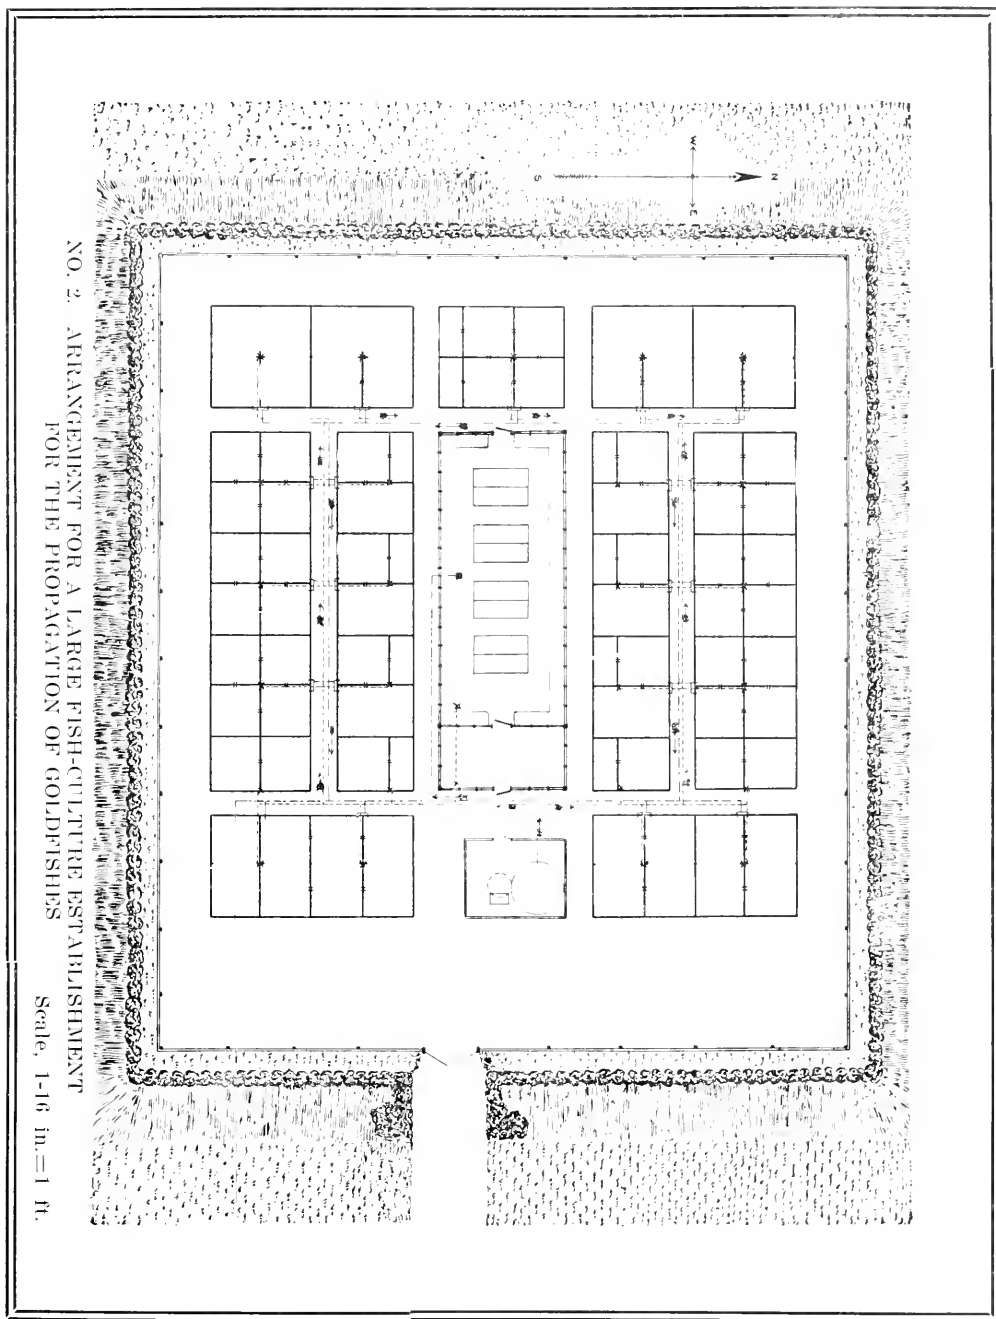 W
S N
E
NO. 2 ARRANGEMENT FOR A LARGE FISH-CULTURE ESTABLISHMENT
FOR THE PROPAGATION OF GOLDFISHES
Scale, 1-16 in.=1 ft.